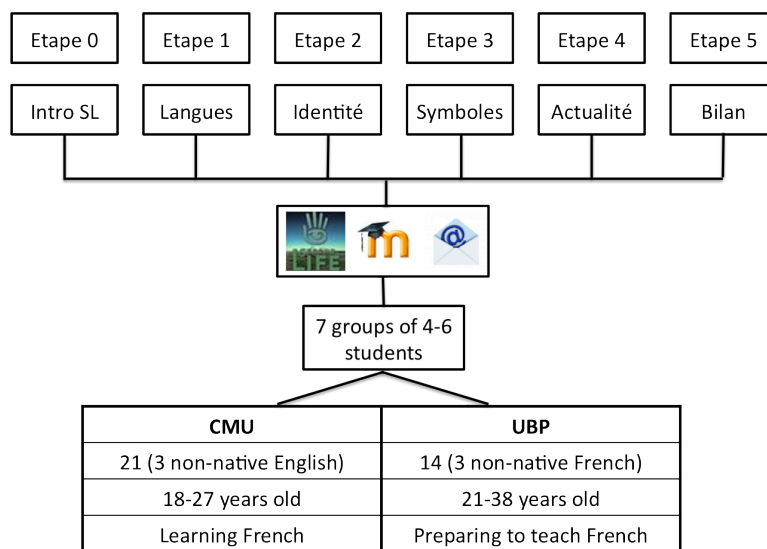 Etape 0
Etape 1
Etape 2
Etape 3
Etape 4
Etape 5
Intro SL
Langues
Identité
Symboles
Actualité
Bilan
LIFE
m
@
7 groups of 4-6
students
CMU
UBP
21 (3 non-native English)
14 (3 non-native French)
18-27 years old
21-38 years old
Learning French
Preparing to teach French